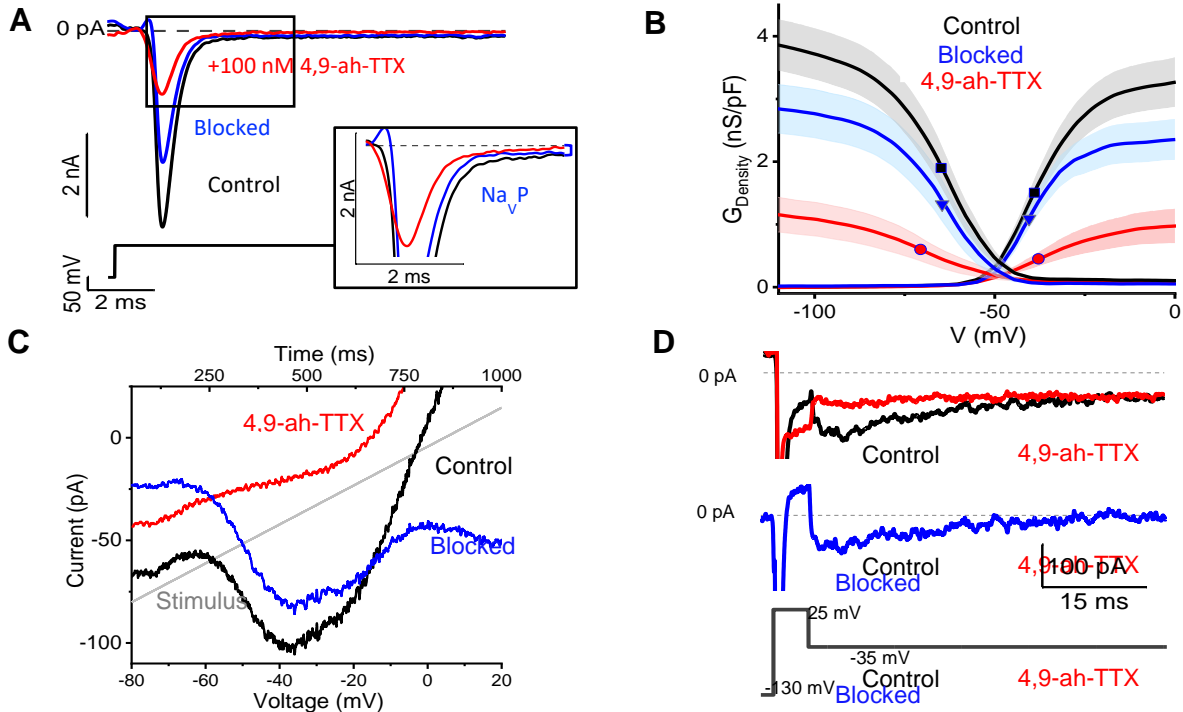 A
0 pA
+100 nM 4,9-ah-TTX
Blocked
Control
2 nA
50 mV
2 ms
2 nA
NaVP
2 ms
B
Control
Blocked
4,9-ah-TTX
GDensity (nS/pF)
4
2
0
-100
-50
0
V (mV)
C
Time (ms)
250
500
750
1000
4,9-ah-TTX
Control
Blocked
Stimulus
Current (pA)
0
-50
-100
-80
-60
-40
-20
0
20
Voltage (mV)
D
0 pA
Control
4,9-ah-TTX
0 pA
Control
4,9-ah-TTX
Blocked
100 pA
15 ms
25 mV
-35 mV
Control
4,9-ah-TTX
-130 mV
Blocked